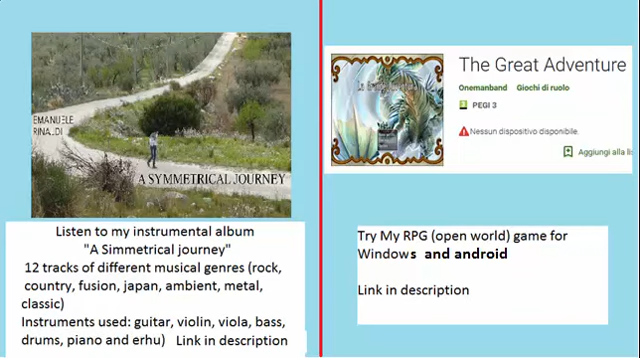 EMANUELE
RINALDI
A SYMMETRICAL JOURNEY
Listen to my instrumental album
"A Simmetrical journey"
12 tracks of different musical genres (rock,
country, fusion, japan, ambient, metal,
classic)
Instruments used: guitar, violin, viola, bass,
drums, piano and erhu) Link in description
The Great Adventure
Onemanband Giochi di ruolo
3 PEGI 3
Nessun dispositivo disponibile.
Aggiungi alla lis
Try My RPG (open world) game for
Windows and android
Link in description